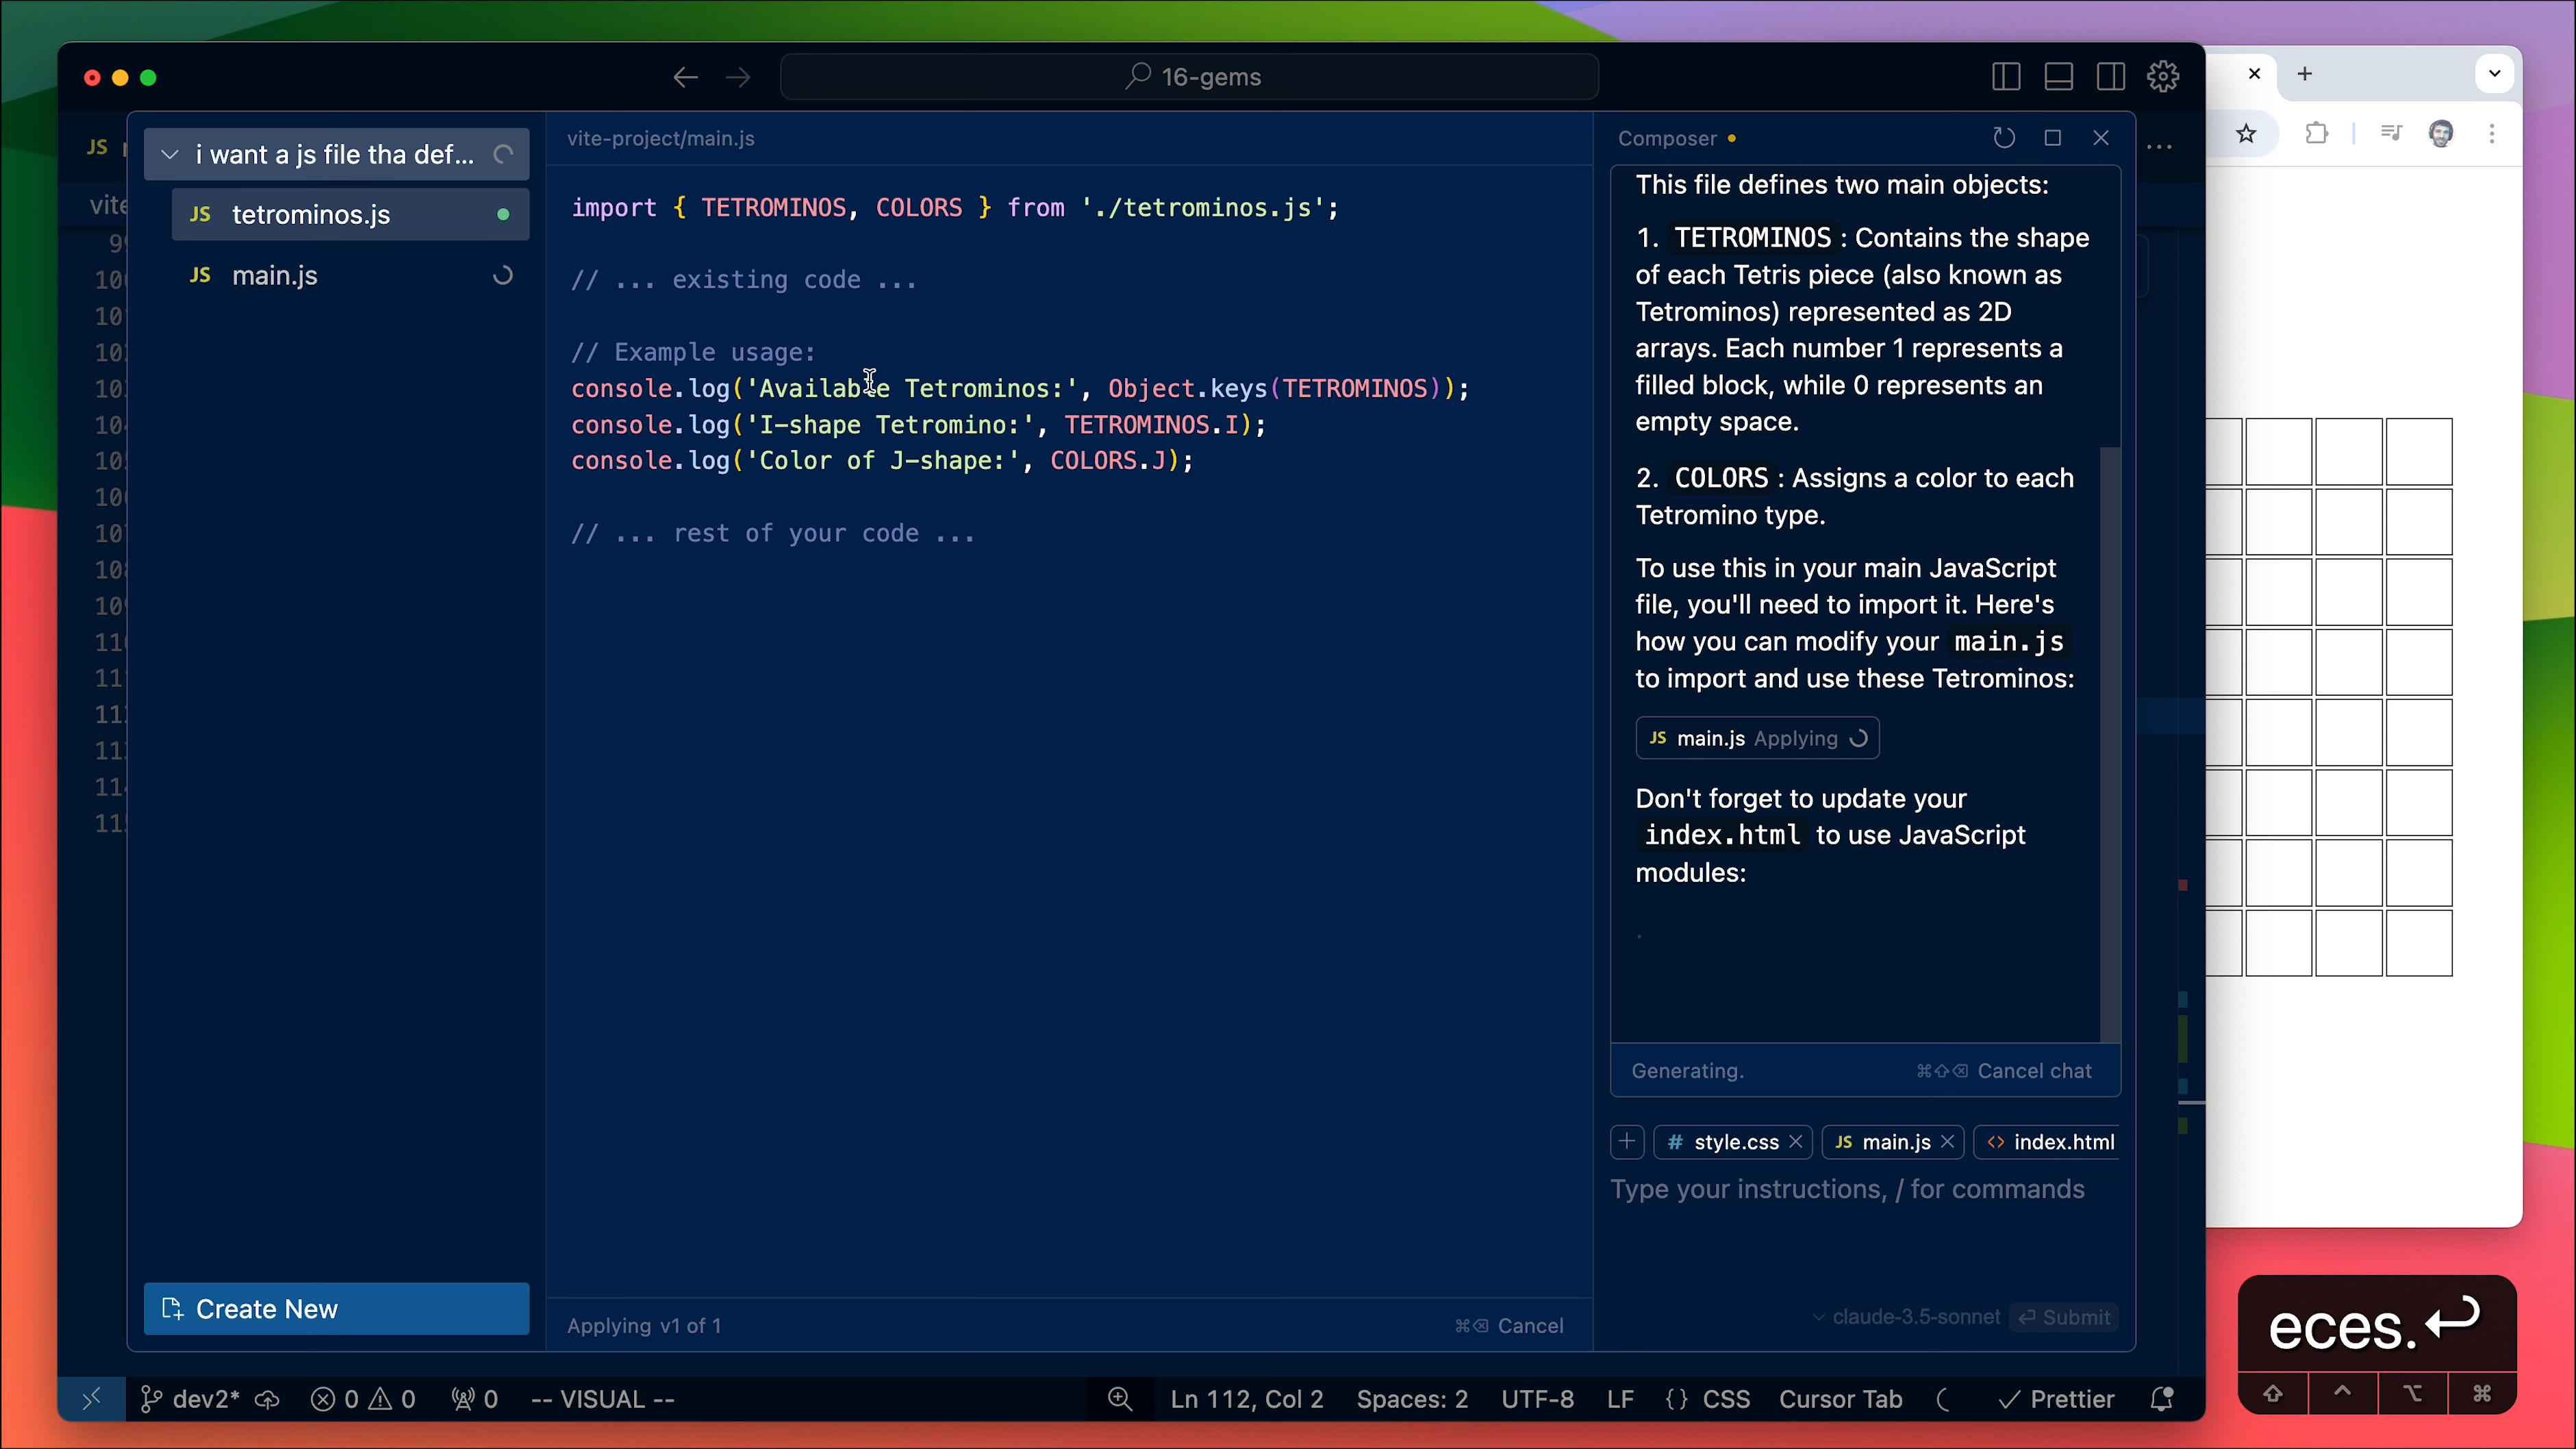 16-gems
JS
vite
i want a js file tha def...
JS tetrominos.js
JS main.js
Create New
vite-project/main.js
import { TETROMINOS, COLORS } from './tetrominos.js';
// ... existing code ...
// Example usage:
console.log('Available Tetrominos:', Object.keys(TETROMINOS));
console.log('I-shape Tetromino:', TETROMINOS.I);
console.log('Color of J-shape:', COLORS.J);
// ... rest of your code ...
Applying v1 of 1
⌘⌫ Cancel
Composer
This file defines two main objects:
1. TETROMINOS : Contains the shape
of each Tetris piece (also known as
Tetrominos) represented as 2D
arrays. Each number 1 represents a
filled block, while 0 represents an
empty space.
2. COLORS : Assigns a color to each
Tetromino type.
To use this in your main JavaScript
file, you'll need to import it. Here's
how you can modify your main.js
to import and use these Tetrominos:
JS main.js Applying
Don't forget to update your
index.html to use JavaScript
modules:
Generating.
⌘⇧⌫ Cancel chat
# style.css
JS main.js
<> index.html
Type your instructions, / for commands
claude-3.5-sonnet
⏎ Submit
dev2*
0
0
0
-- VISUAL --
Ln 112, Col 2
Spaces: 2
UTF-8
LF
{} CSS
Cursor Tab
✓ Prettier
eces.↩
⇧ ⌃ ⌥ ⌘